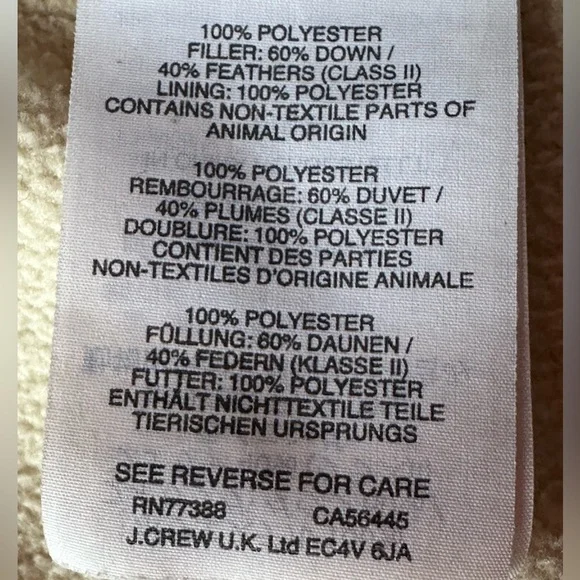 100% POLYESTER
FILLER: 60% DOWN /
40% FEATHERS (CLASS II)
LINING: 100% POLYESTER
CONTAINS NON-TEXTILE PARTS OF
ANIMAL ORIGIN
100% POLYESTER
REMBOURRAGE: 60% DUVET /
40% PLUMES (CLASSE II)
DOUBLURE: 100% POLYESTER
CONTIENT DES PARTIES
NON-TEXTILES D'ORIGINE ANIMALE
100% POLYESTER
FÜLLUNG: 60% DAUNEN /
40% FEDERN (KLASSE II)
FUTTER: 100% POLYESTER
ENTHÄLT NICHTTEXTILE TEILE
TIERISCHEN URSPRUNGS
SEE REVERSE FOR CARE
RN77388 CA56445
J.CREW U.K. Ltd EC4V 6JA